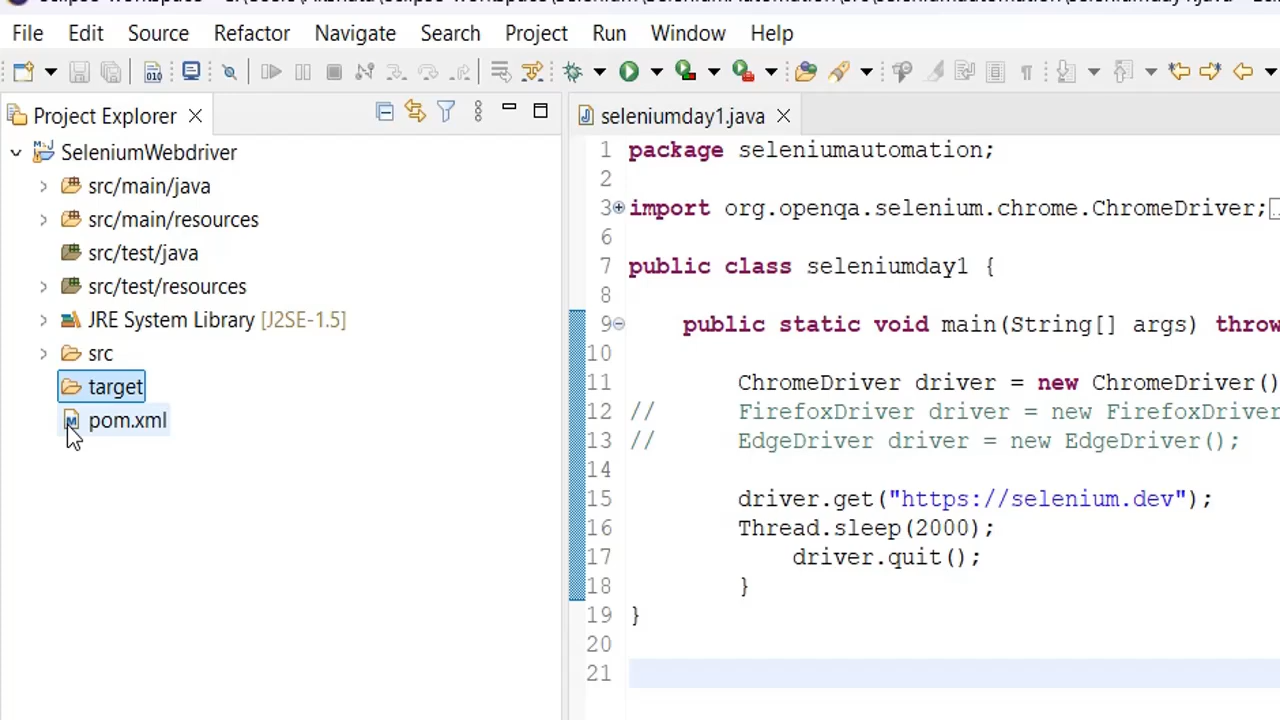 File Edit Source Refactor Navigate Search Project Run Window Help
Project Explorer
SeleniumWebdriver
src/main/java
src/main/resources
src/test/java
src/test/resources
JRE System Library [J2SE-1.5]
src
target
pom.xml
seleniumday1.java
1 package seleniumautomation;
2
3 import org.openqa.selenium.chrome.ChromeDriver;
6
7 public class seleniumday1 {
8
9 public static void main(String[] args) throw
10
11 ChromeDriver driver = new ChromeDriver()
12 // FirefoxDriver driver = new FirefoxDriver
13 // EdgeDriver driver = new EdgeDriver();
14
15 driver.get("https://selenium.dev");
16 Thread.sleep(2000);
17 driver.quit();
18 }
19 }
20
21